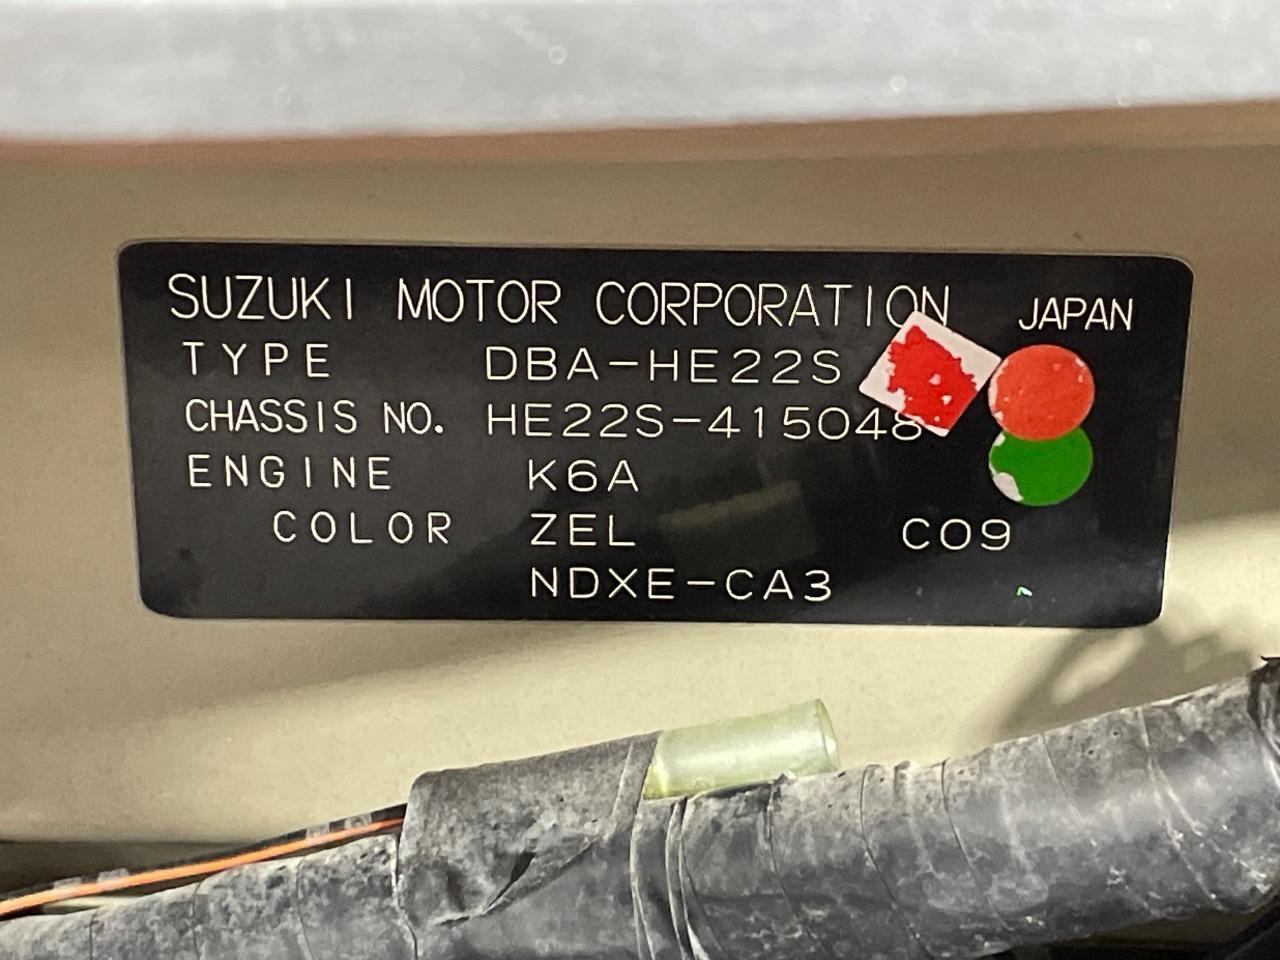 SUZUKI MOTOR CORPORATION JAPAN
TYPE DBA-HE22S
CHASSIS NO. HE22S-415048
ENGINE K6A
COLOR ZEL C09
NDXE-CA3